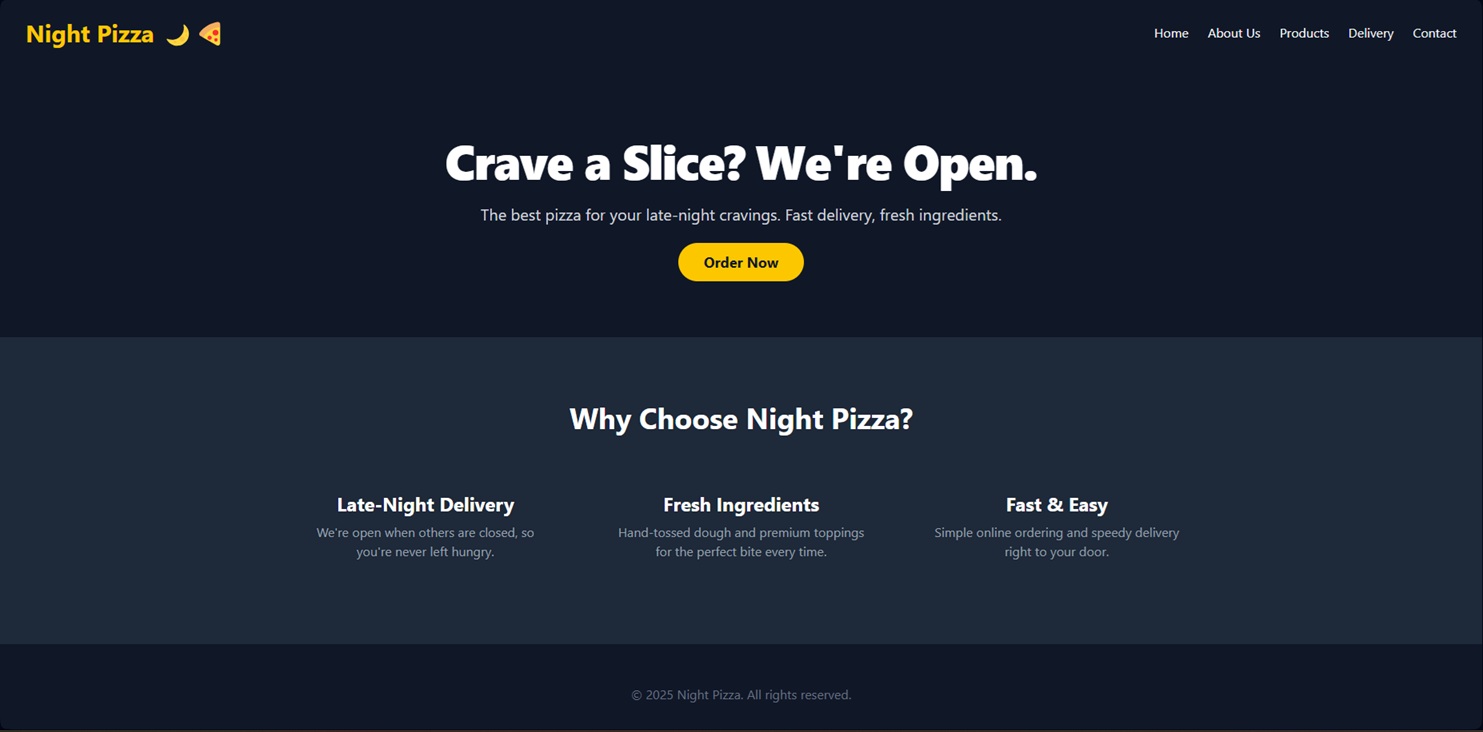 Night Pizza 🌙 🍕
Home About Us Products Delivery Contact
Crave a Slice? We're Open.
The best pizza for your late-night cravings. Fast delivery, fresh ingredients.
Order Now
Why Choose Night Pizza?
Late-Night Delivery
We're open when others are closed, so
you're never left hungry.
Fresh Ingredients
Hand-tossed dough and premium toppings
for the perfect bite every time.
Fast & Easy
Simple online ordering and speedy delivery
right to your door.
© 2025 Night Pizza. All rights reserved.